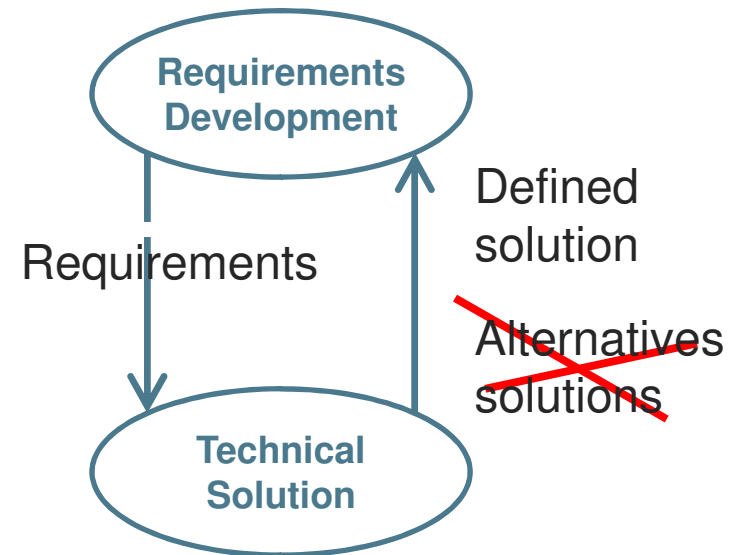 Requirements
Development
Defined
solution
Requirements
Alternatives
solutions
Technical
Solution